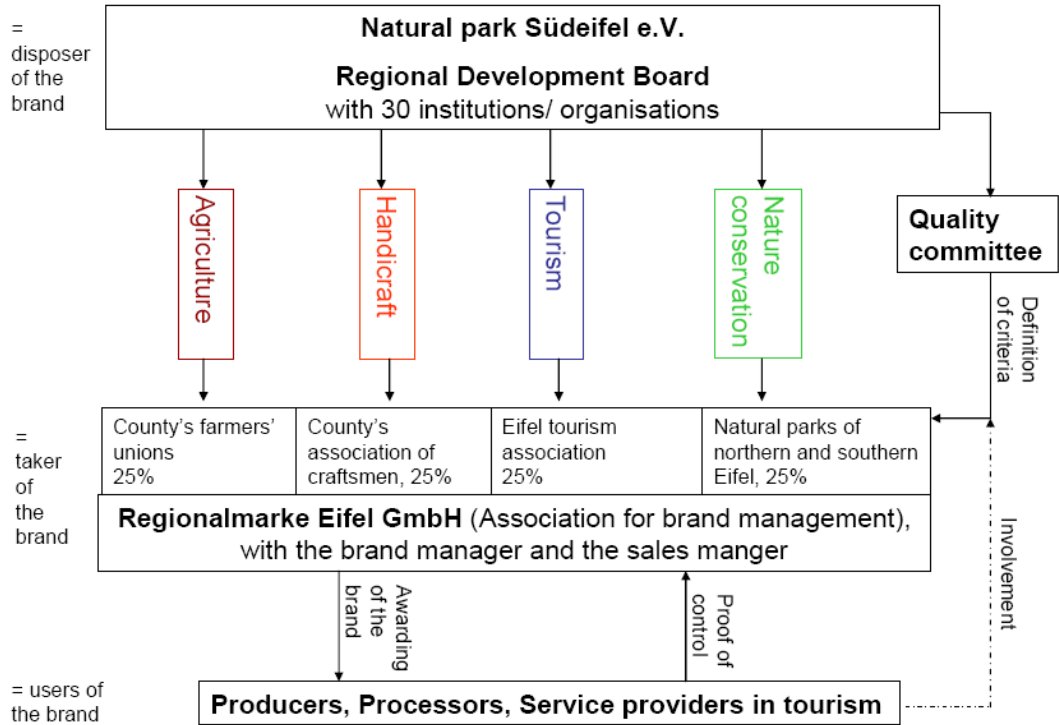 =
disposer
of the
brand
Natural park Südeifel e.V.
Regional Development Board
with 30 institutions/ organisations
Agriculture
Handicraft
Tourism
Nature
conservation
Quality
committee
Definition
of criteria
=
taker
of
the
brand
County's farmers'
unions
25%
County's
association of
craftsmen, 25%
Eifel tourism
association
25%
Natural parks of
northern and southern
Eifel, 25%
Regionalmarke Eifel GmbH (Association for brand management),
with the brand manager and the sales manger
Awarding
of the
brand
Proof of
control
Involvement
= users of
the brand
Producers, Processors, Service providers in tourism